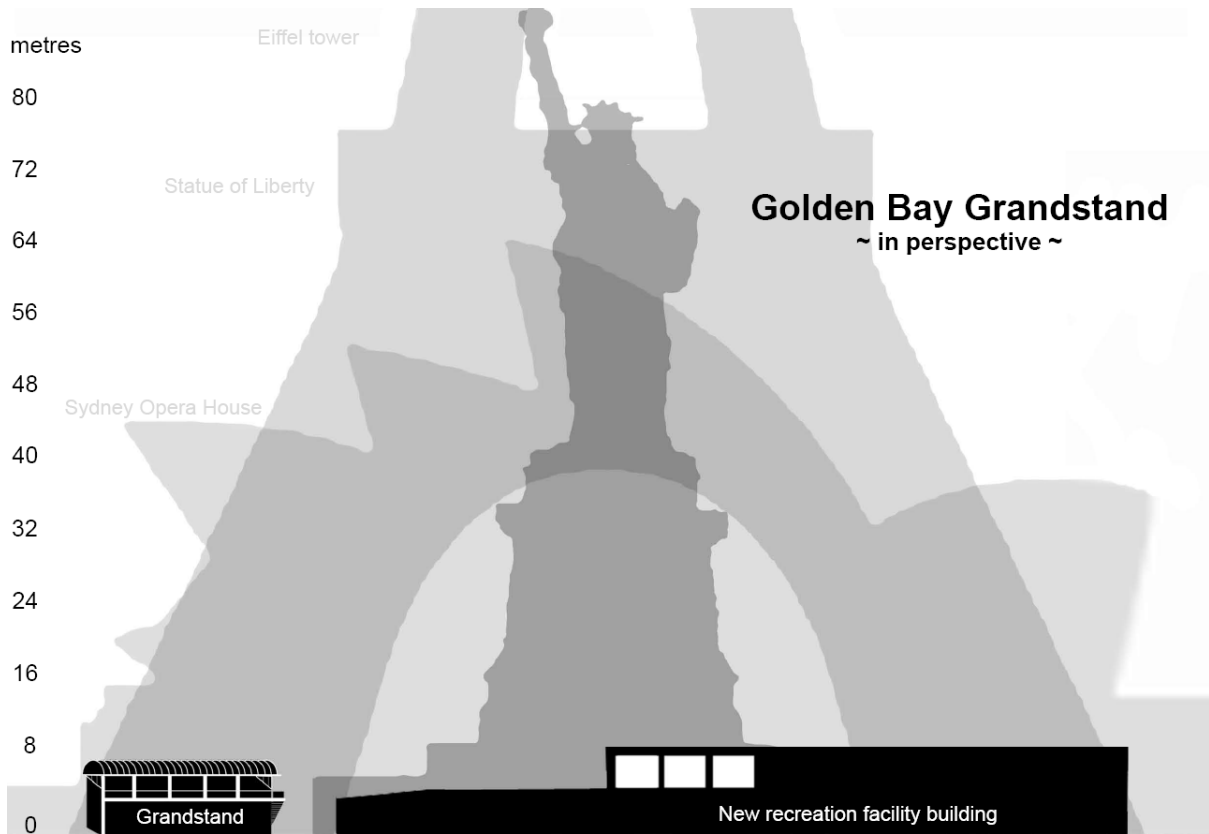 Eiffel tower
metres
80
72
Statue of Liberty
Golden Bay Grandstand
64
~ in perspective ~
56
48
Sydney Opera House
40
32
24
16
8
0
Grandstand
New recreation facility building